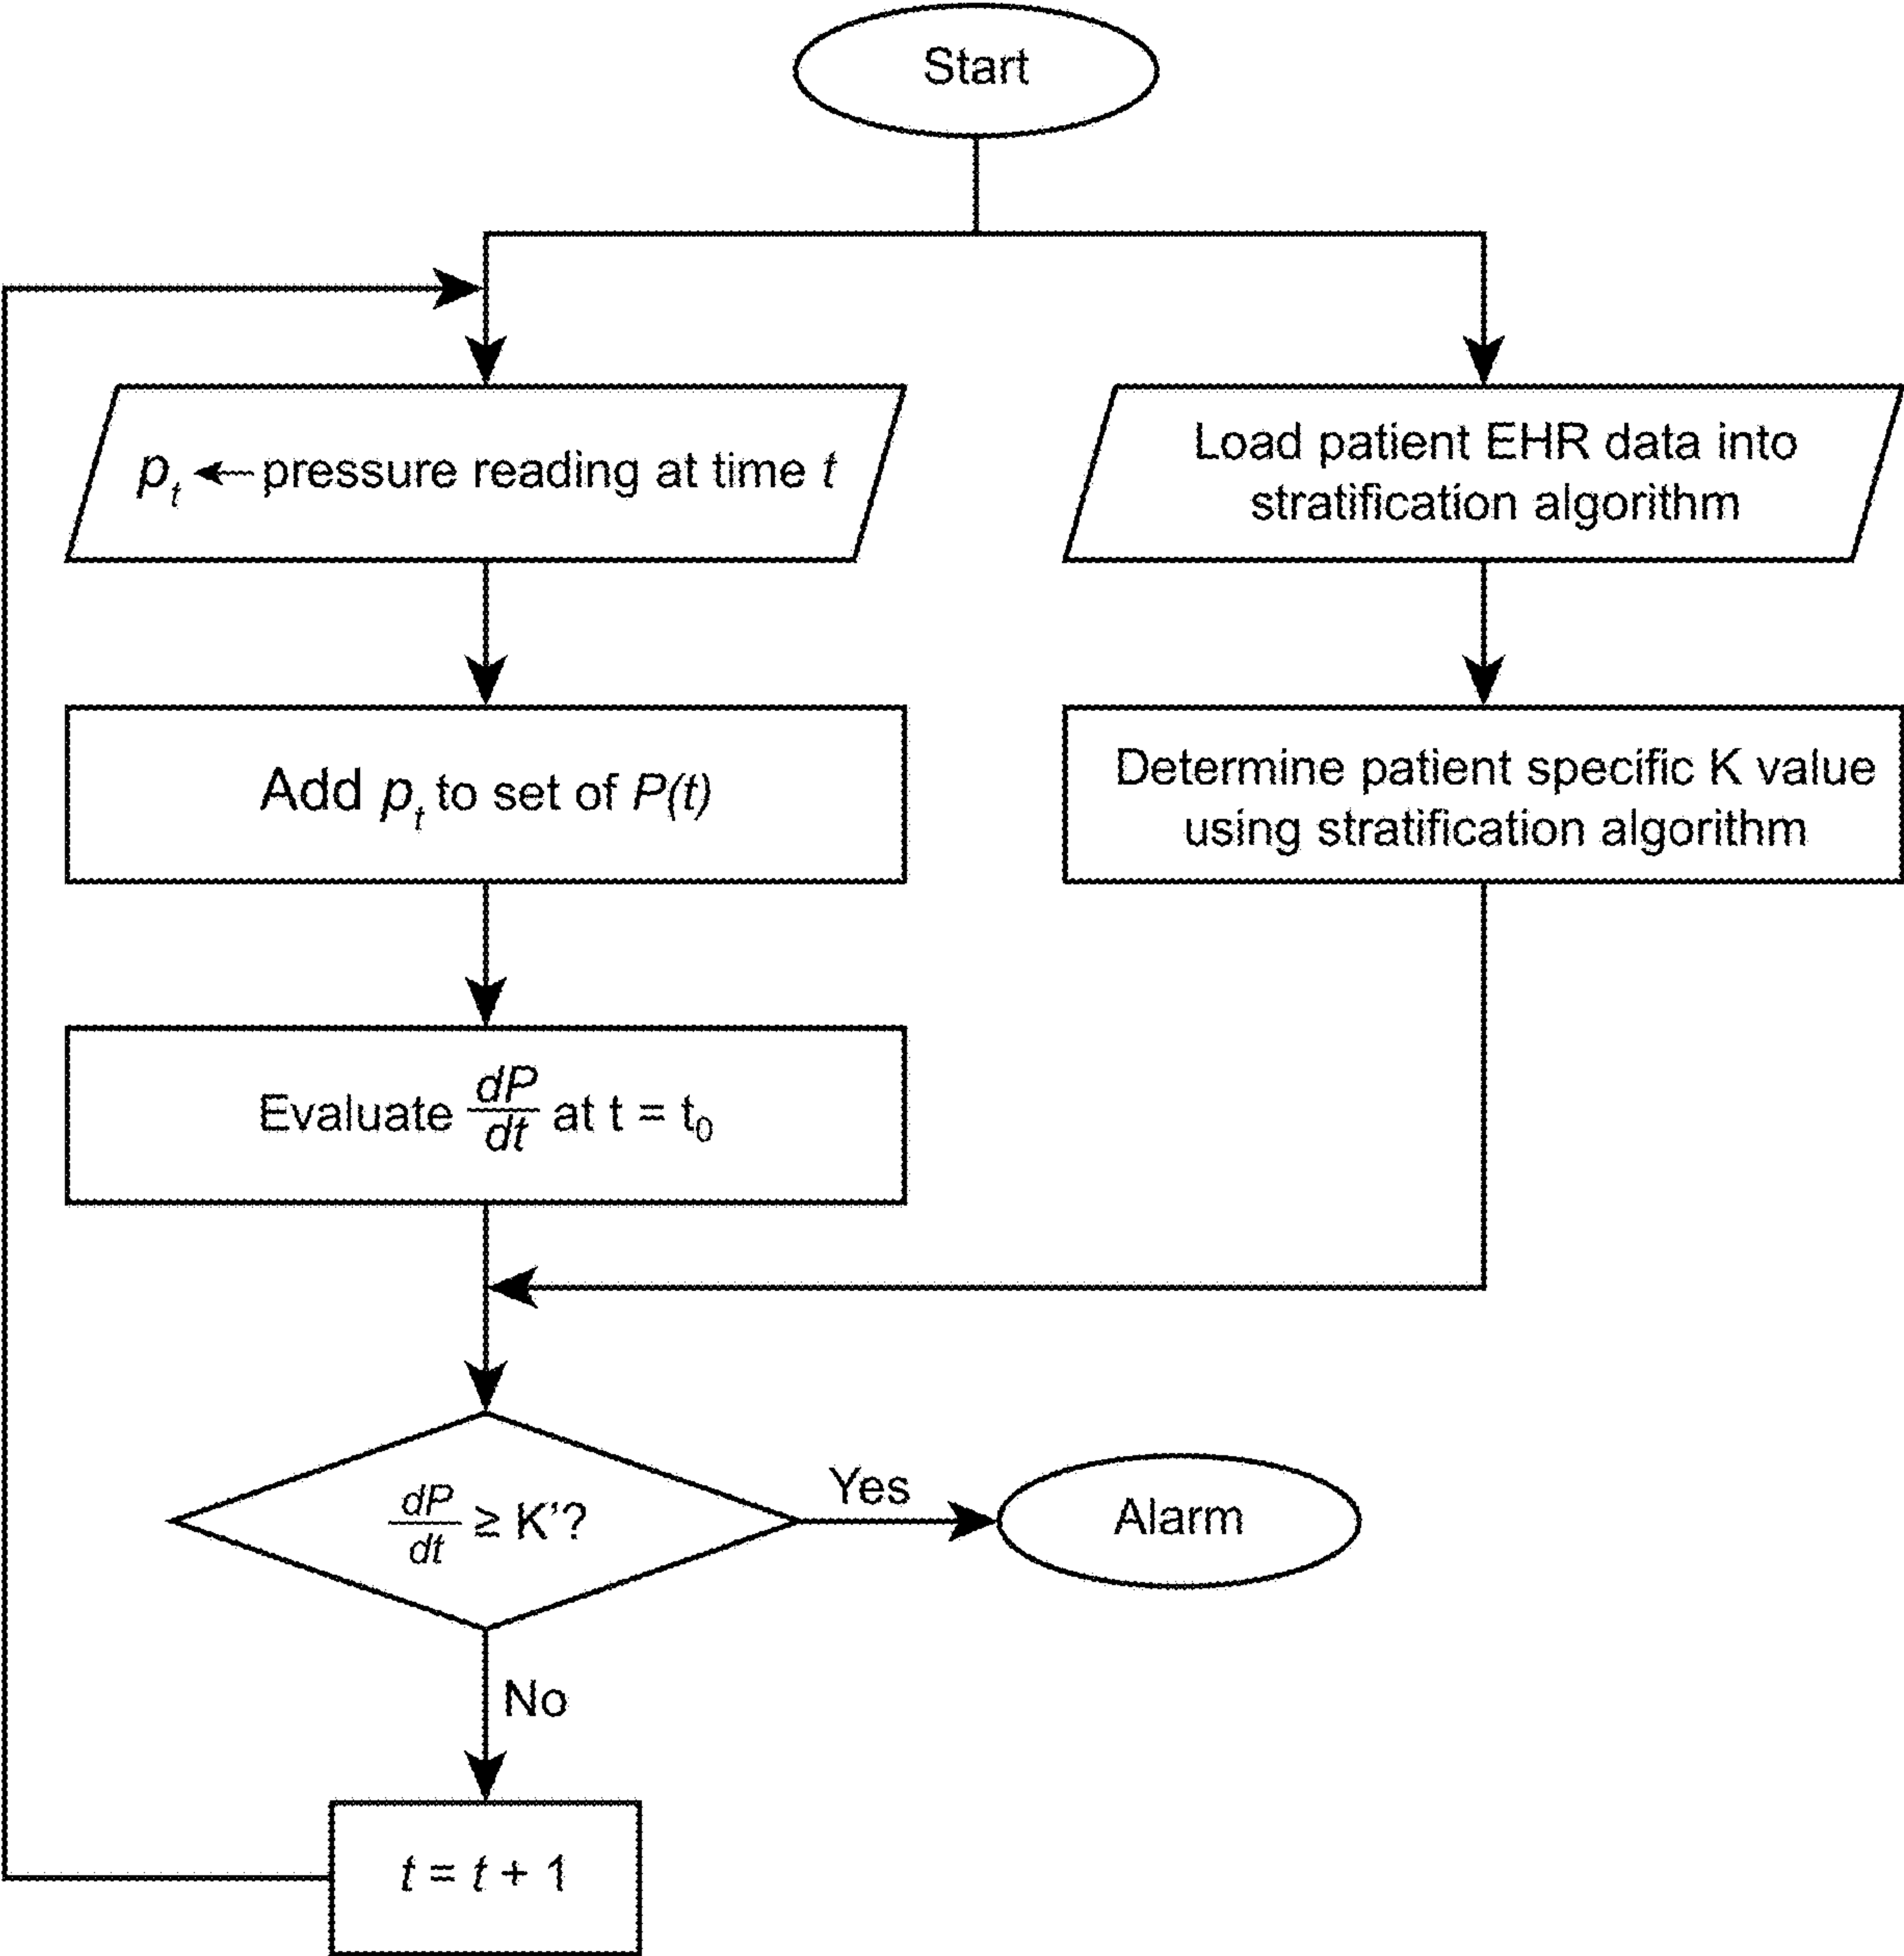 Start
p_t ← pressure reading at time t
Load patient EHR data into
stratification algorithm
Add p_t to set of P(t)
Determine patient specific K value
using stratification algorithm
Evaluate dP/dt at t = t₀
dP/dt ≥ K’?
Yes
Alarm
No
t = t + 1